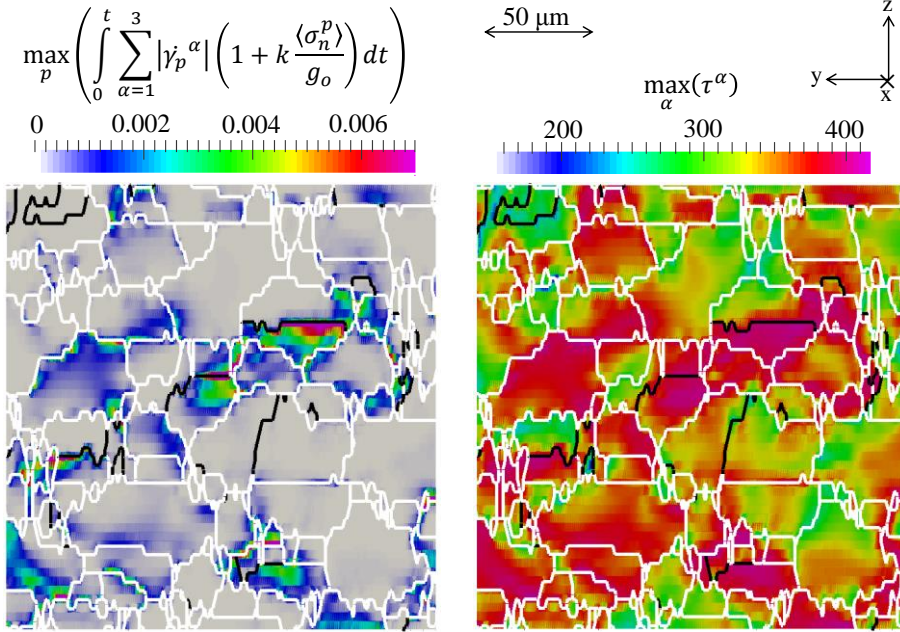 max_p ( ∫_0^t ∑_{α=1}^3 |γ̇_p^α| ( 1 + k ⟨σ_n^p⟩ / g_o ) dt )
50 μm
z
y
x
max_α(τ^α)
0 0.002 0.004 0.006
200 300 400